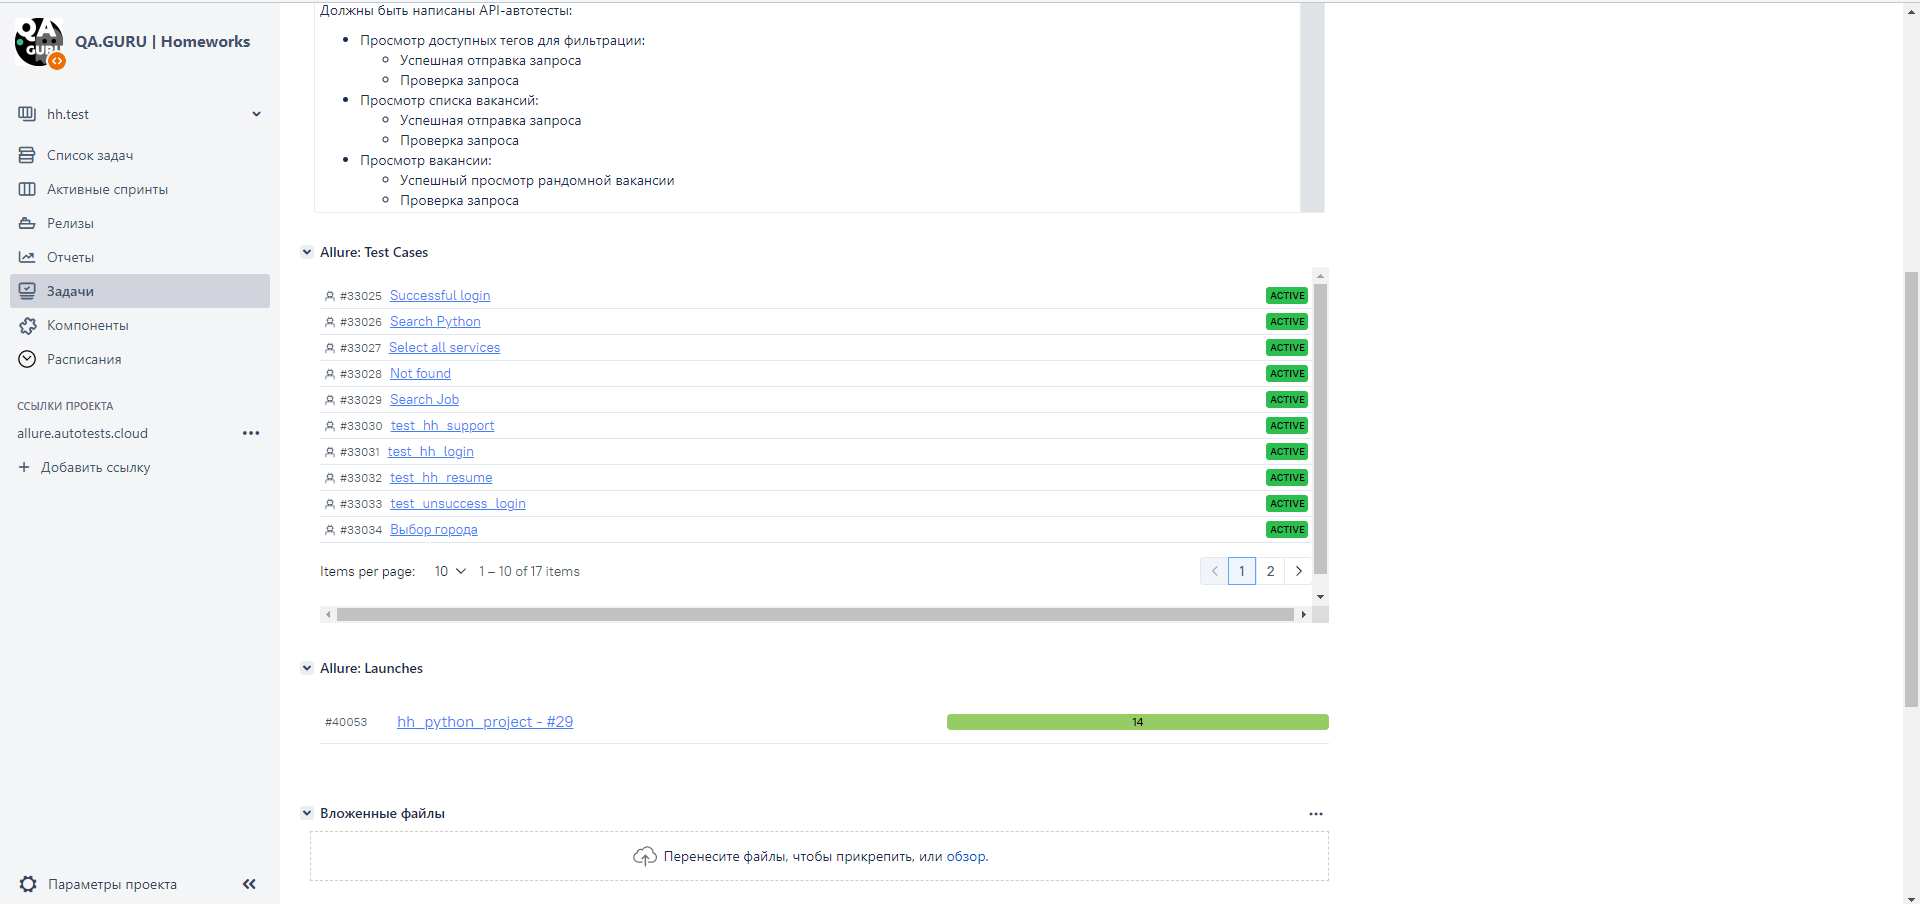 QA
GURU
QA.GURU | Homeworks
hh.test
Список задач
Активные спринты
Релизы
Отчеты
Задачи
Компоненты
Расписания
ССЫЛКИ ПРОЕКТА
allure.autotests.cloud
Добавить ссылку
Параметры проекта
Должны быть написаны API-автотесты:
Просмотр доступных тегов для фильтрации:
Успешная отправка запроса
Проверка запроса
Просмотр списка вакансий:
Успешная отправка запроса
Проверка запроса
Просмотр вакансии:
Успешный просмотр рандомной вакансии
Проверка запроса
Allure: Test Cases
#33025 Successful login ACTIVE
#33026 Search Python ACTIVE
#33027 Select all services ACTIVE
#33028 Not found ACTIVE
#33029 Search Job ACTIVE
#33030 test_hh_support ACTIVE
#33031 test_hh_login ACTIVE
#33032 test_hh_resume ACTIVE
#33033 test_unsuccess_login ACTIVE
#33034 Выбор города ACTIVE
Items per page: 10 1 – 10 of 17 items 1 2
Allure: Launches
#40053 hh_python_project - #29 14
Вложенные файлы
Перенесите файлы, чтобы прикрепить, или обзор.